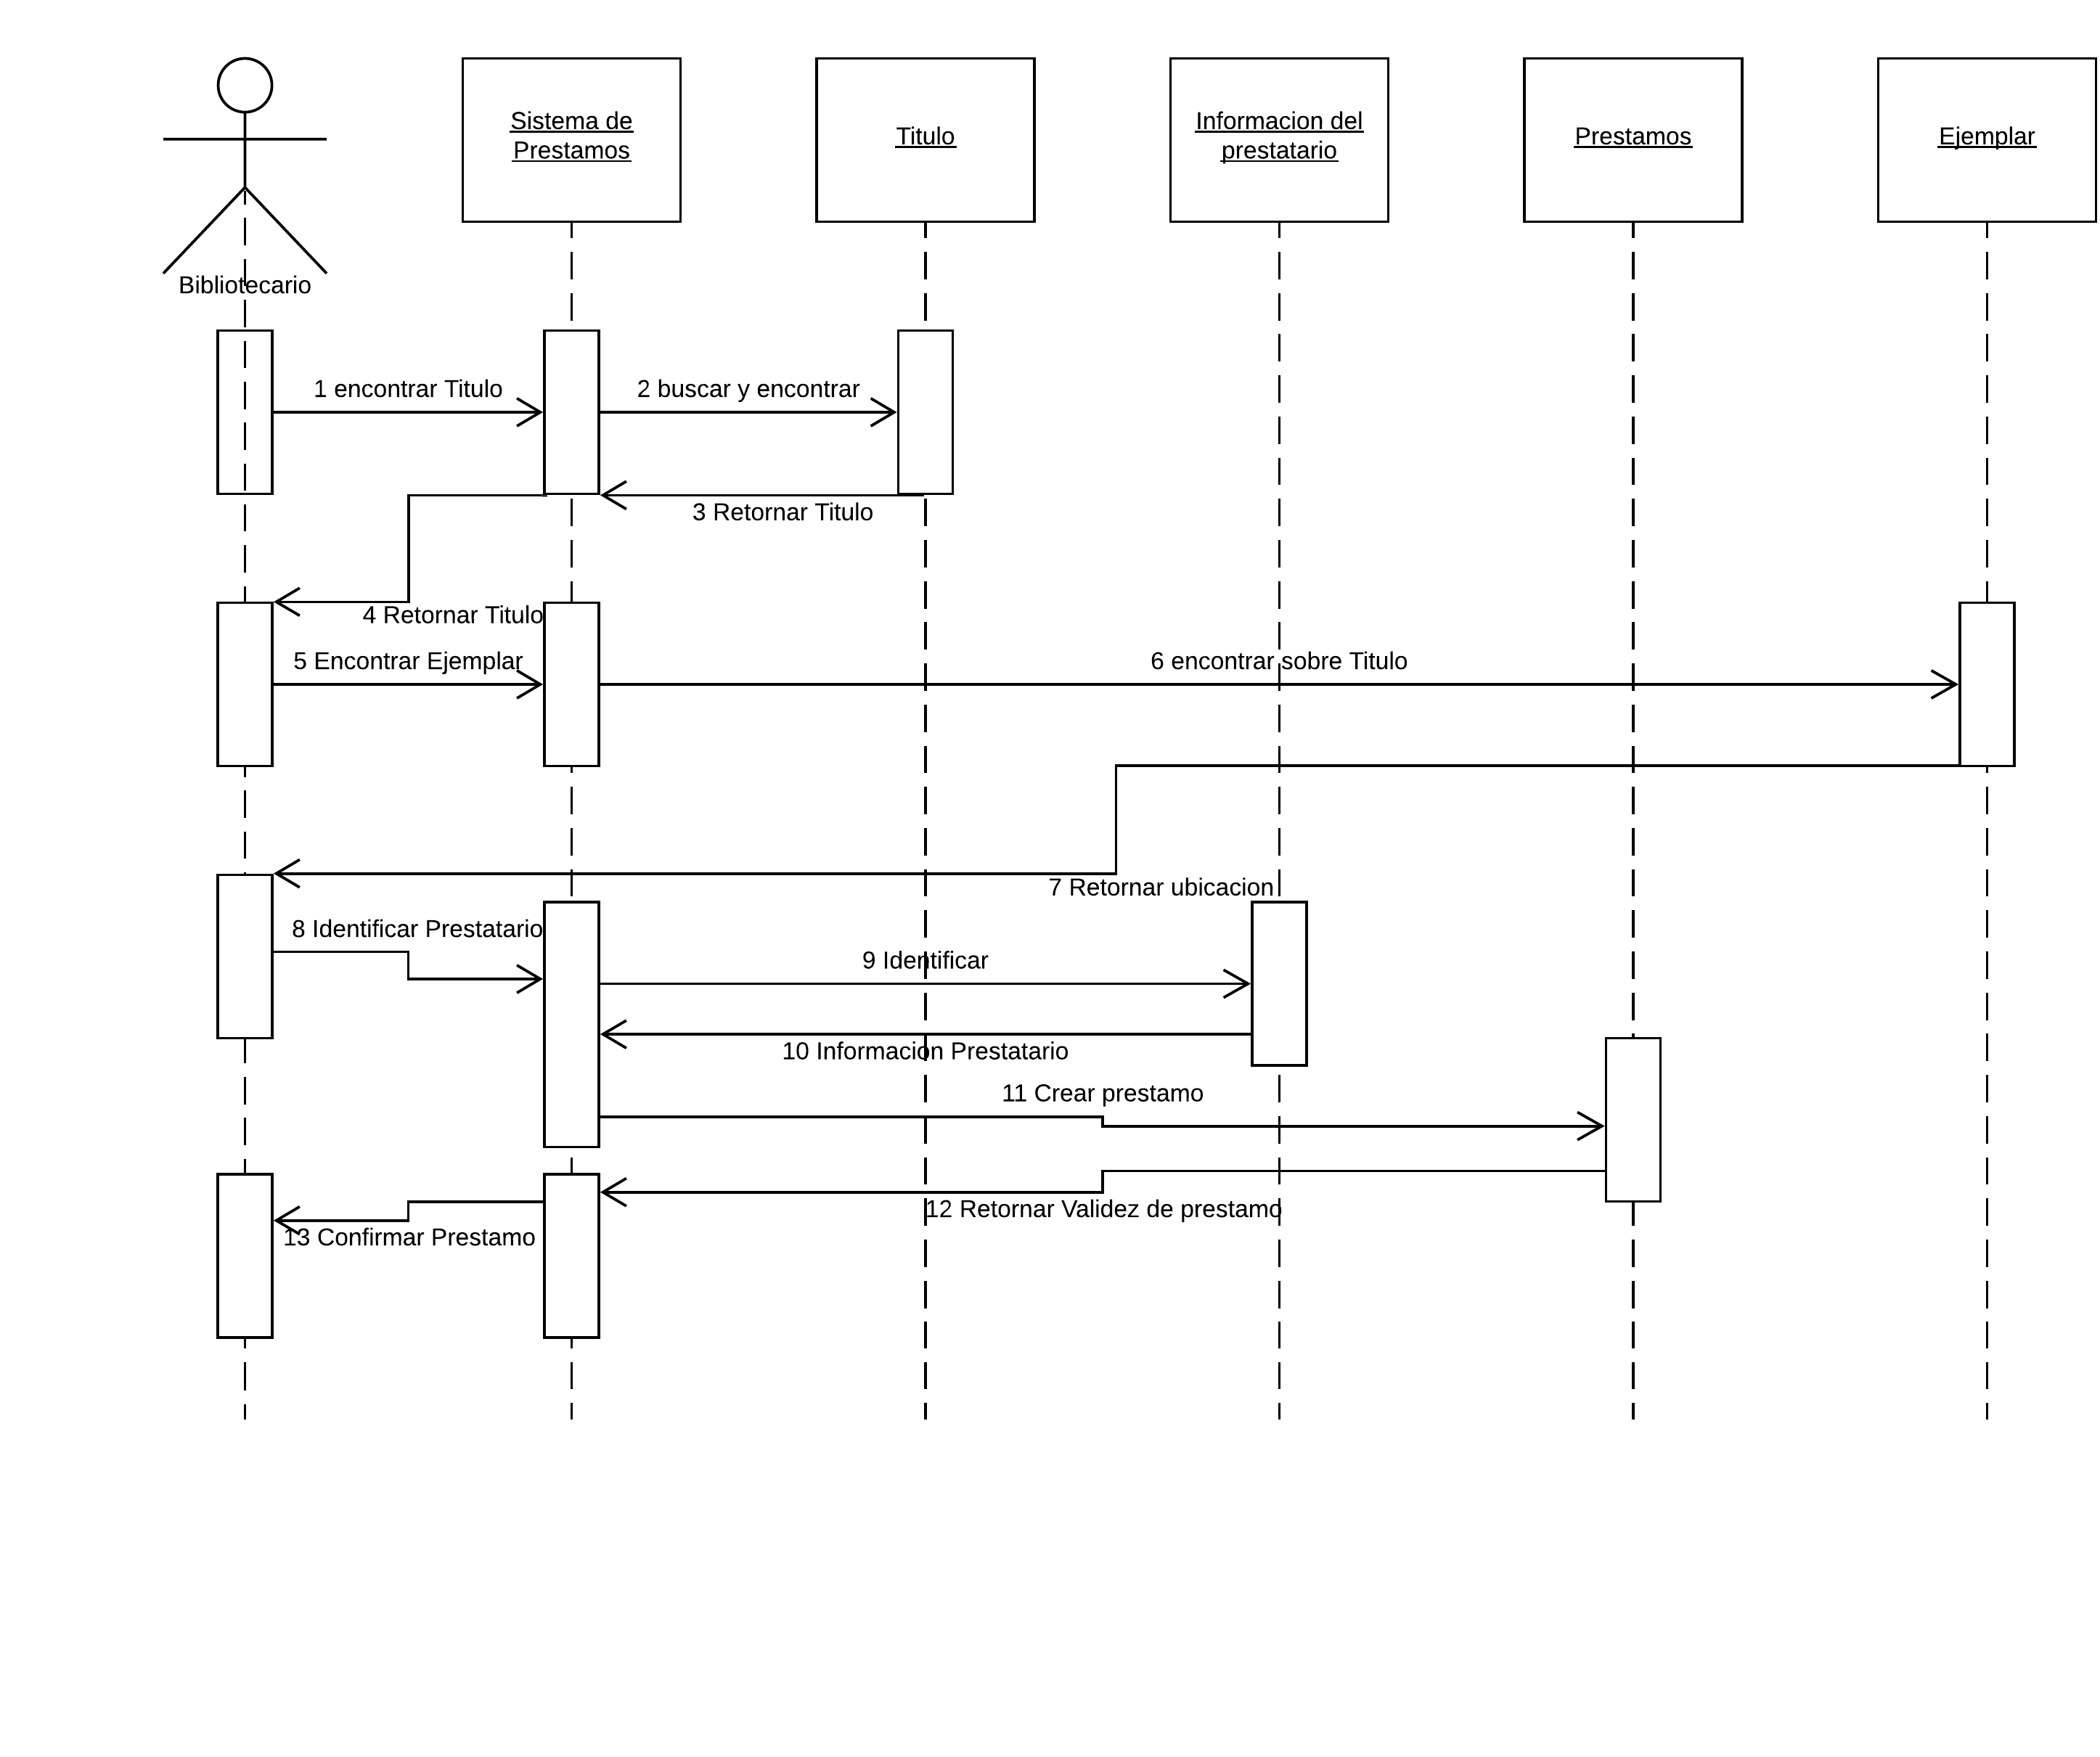 Sistema de
Prestamos
Titulo
Informacion del
prestatario
Prestamos
Ejemplar
Bibliotecario
1 encontrar Titulo
2 buscar y encontrar
3 Retornar Titulo
4 Retornar Titulo
5 Encontrar Ejemplar
6 encontrar sobre Titulo
7 Retornar ubicacion
8 Identificar Prestatario
9 Identificar
10 Informacion Prestatario
11 Crear prestamo
12 Retornar Validez de prestamo
13 Confirmar Prestamo